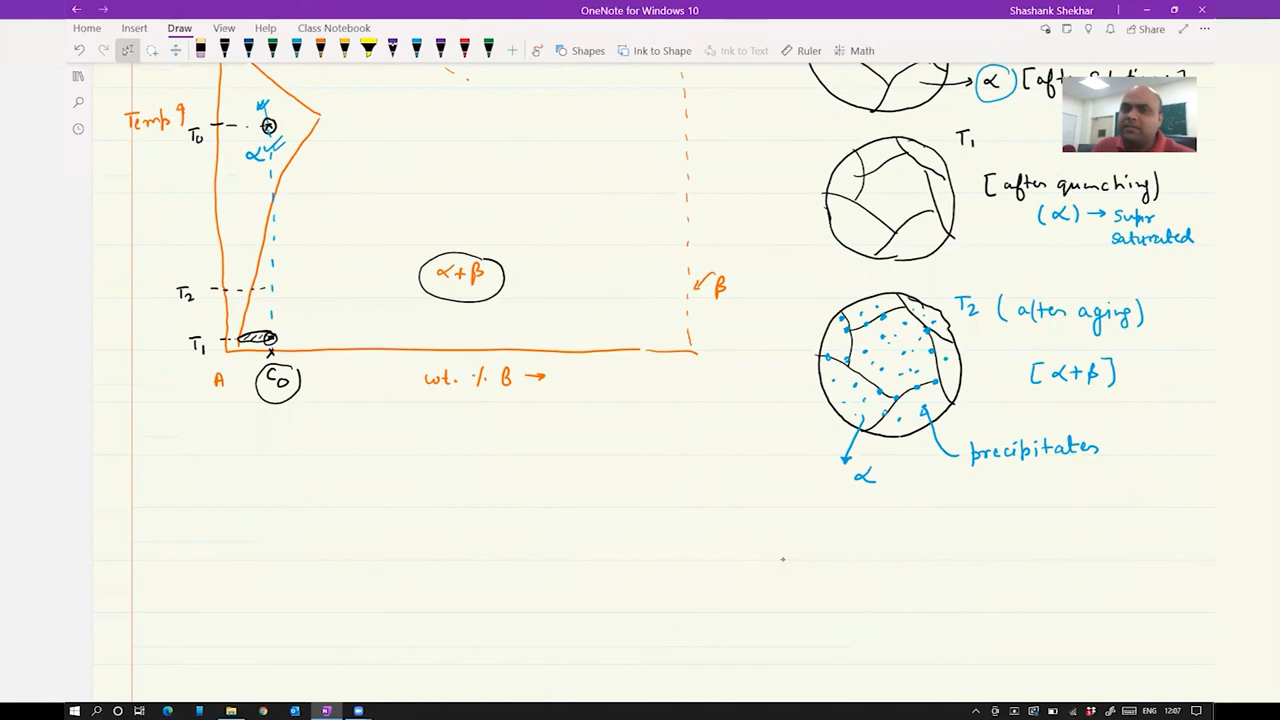 OneNote for Windows 10
Shashank Shekhar
Home Insert Draw View Help Class Notebook
Share
Shapes
Ink to Shape
Ink to Text
Ruler
Math
α [after
Temp ↑
T0
α
T1
[after quenching)
(α) → Supr
saturated
α+β
β
T2
T1
A
C0
wt. % B →
T2 (after aging)
[α+β]
precipitates
α
ENG 12:07